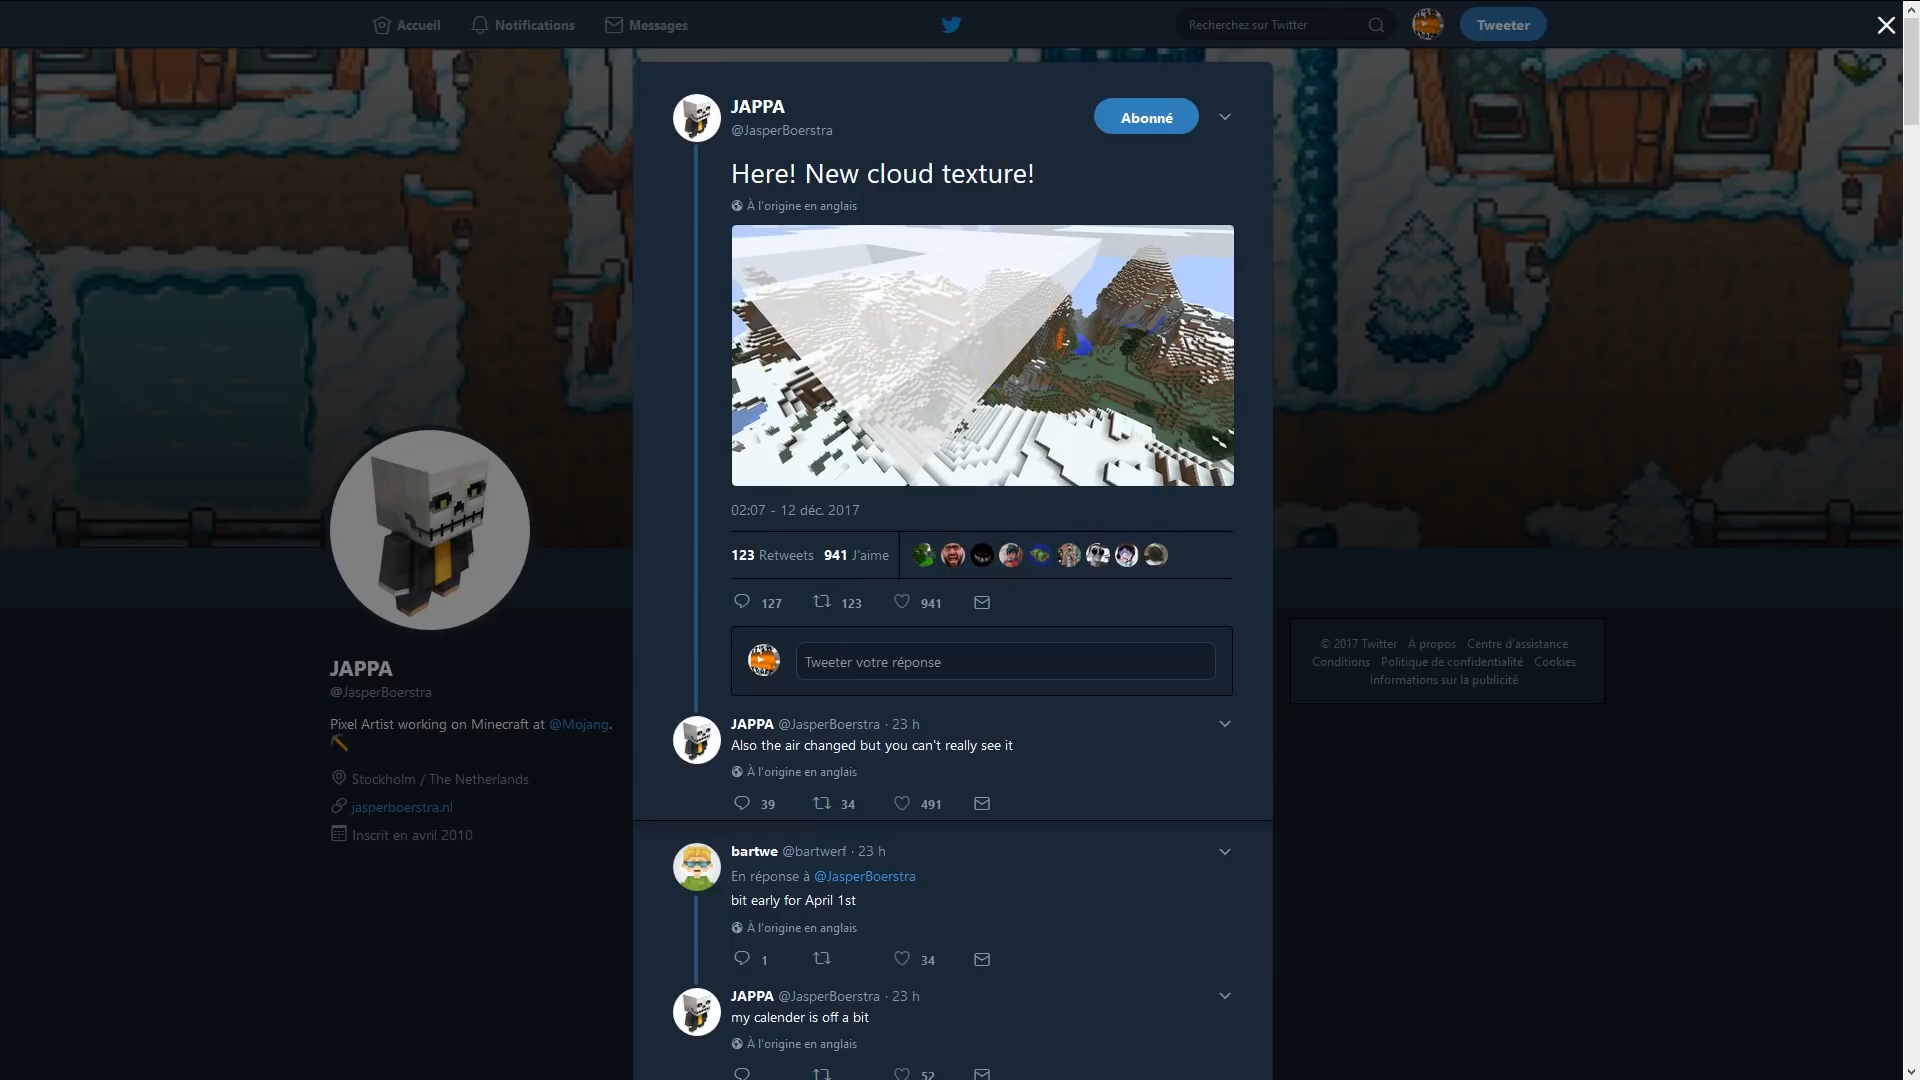 Accueil Notifications Messages Recherchez sur Twitter Tweeter
JAPPA
@JasperBoerstra
Abonné
Here! New cloud texture!
À l'origine en anglais
02:07 - 12 déc. 2017
123 Retweets 941 J'aime
127 123 941
Tweeter votre réponse
JAPPA @JasperBoerstra · 23 h
Also the air changed but you can't really see it
À l'origine en anglais
39 34 491
bartwe @bartwerf · 23 h
En réponse à @JasperBoerstra
bit early for April 1st
À l'origine en anglais
1 34
JAPPA @JasperBoerstra · 23 h
my calender is off a bit
À l'origine en anglais
52
JAPPA
@JasperBoerstra
Pixel Artist working on Minecraft at @Mojang.
Stockholm / The Netherlands
jasperboerstra.nl
Inscrit en avril 2010
© 2017 Twitter À propos Centre d'assistance
Conditions Politique de confidentialité Cookies
Informations sur la publicité